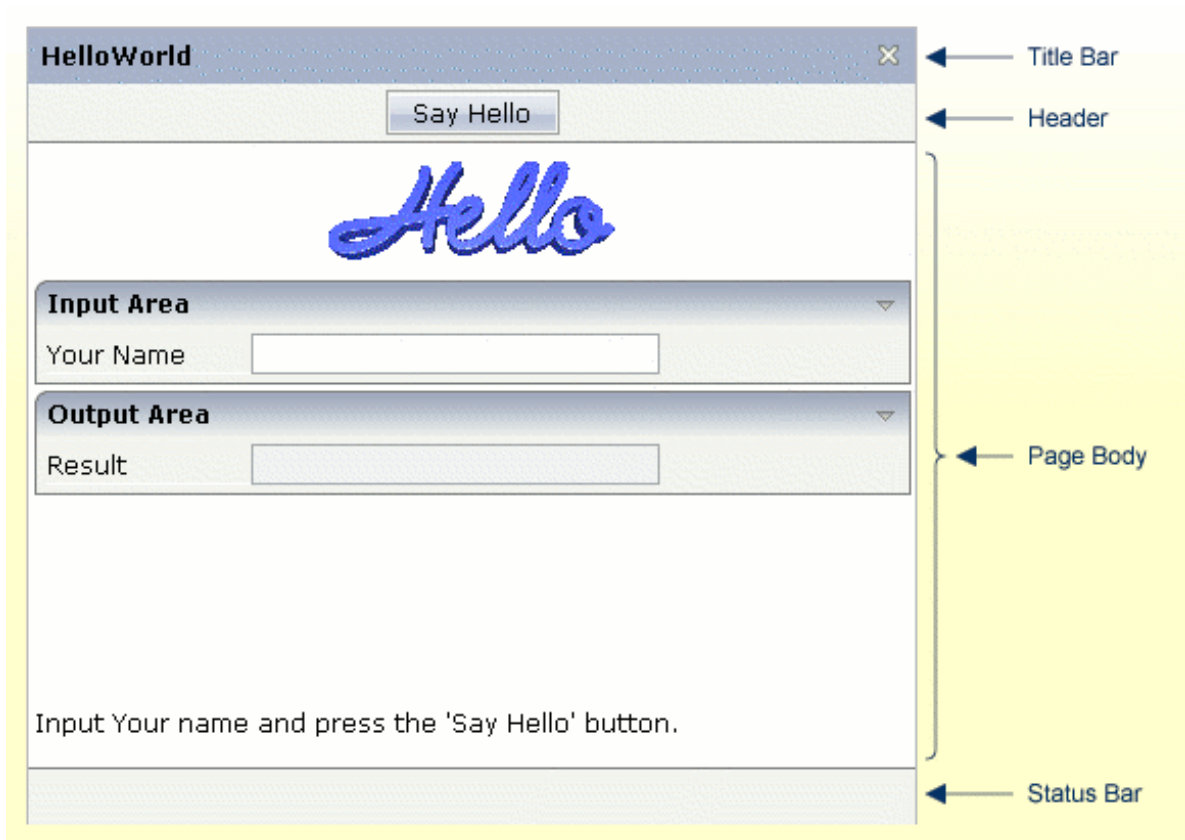 HelloWorld
Title Bar
Say Hello
Header
Hello
Input Area
Your Name
Output Area
Result
Page Body
Input Your name and press the 'Say Hello' button.
Status Bar